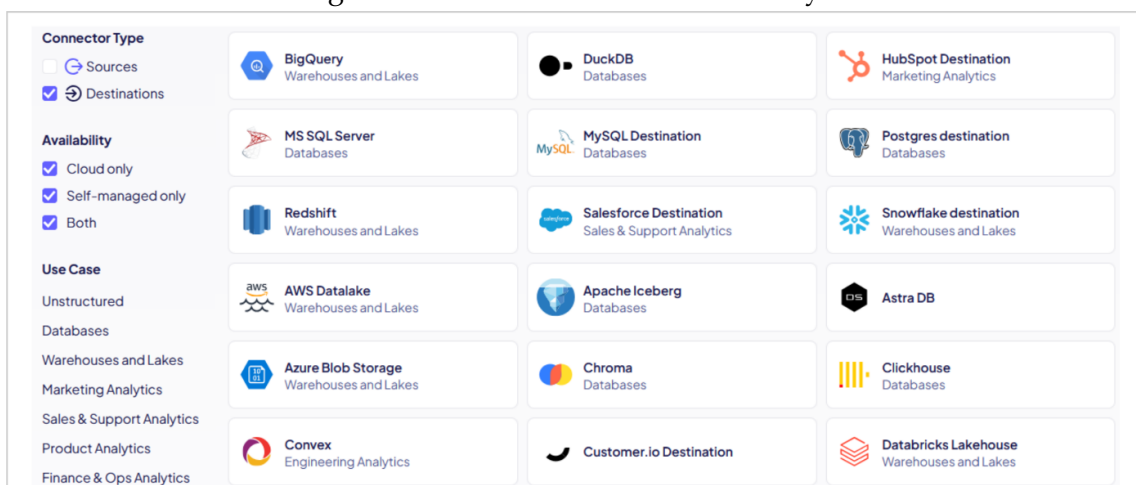 Connector Type
Sources
Destinations
Availability
Cloud only
Self-managed only
Both
Use Case
Unstructured
Databases
Warehouses and Lakes
Marketing Analytics
Sales & Support Analytics
Product Analytics
Finance & Ops Analytics
BigQuery
Warehouses and Lakes
DuckDB
Databases
HubSpot Destination
Marketing Analytics
MS SQL Server
Databases
MySQL
MySQL Destination
Databases
Postgres destination
Databases
Redshift
Warehouses and Lakes
salesforce
Salesforce Destination
Sales & Support Analytics
Snowflake destination
Warehouses and Lakes
aws
AWS Datalake
Warehouses and Lakes
Apache Iceberg
Databases
DS
Astra DB
Azure Blob Storage
Warehouses and Lakes
Chroma
Databases
Clickhouse
Databases
Convex
Engineering Analytics
Customer.io Destination
Databricks Lakehouse
Warehouses and Lakes